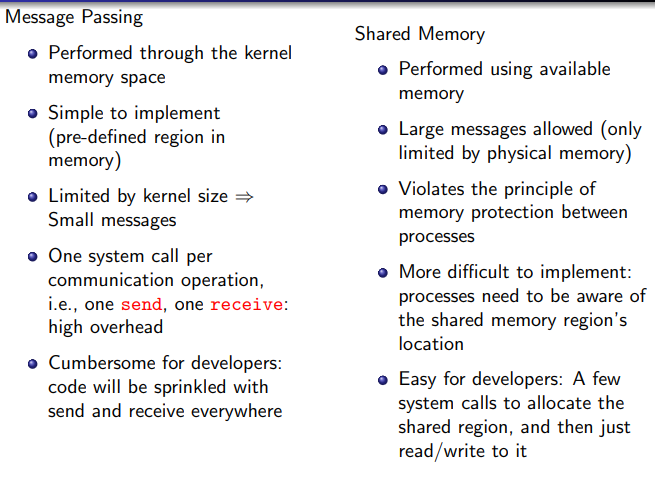 Message Passing
Performed through the kernel
memory space
Simple to implement
(pre-defined region in
memory)
Limited by kernel size ⇒
Small messages
One system call per
communication operation,
i.e., one send, one receive:
high overhead
Cumbersome for developers:
code will be sprinkled with
send and receive everywhere
Shared Memory
Performed using available
memory
Large messages allowed (only
limited by physical memory)
Violates the principle of
memory protection between
processes
More difficult to implement:
processes need to be aware of
the shared memory region's
location
Easy for developers: A few
system calls to allocate the
shared region, and then just
read/write to it